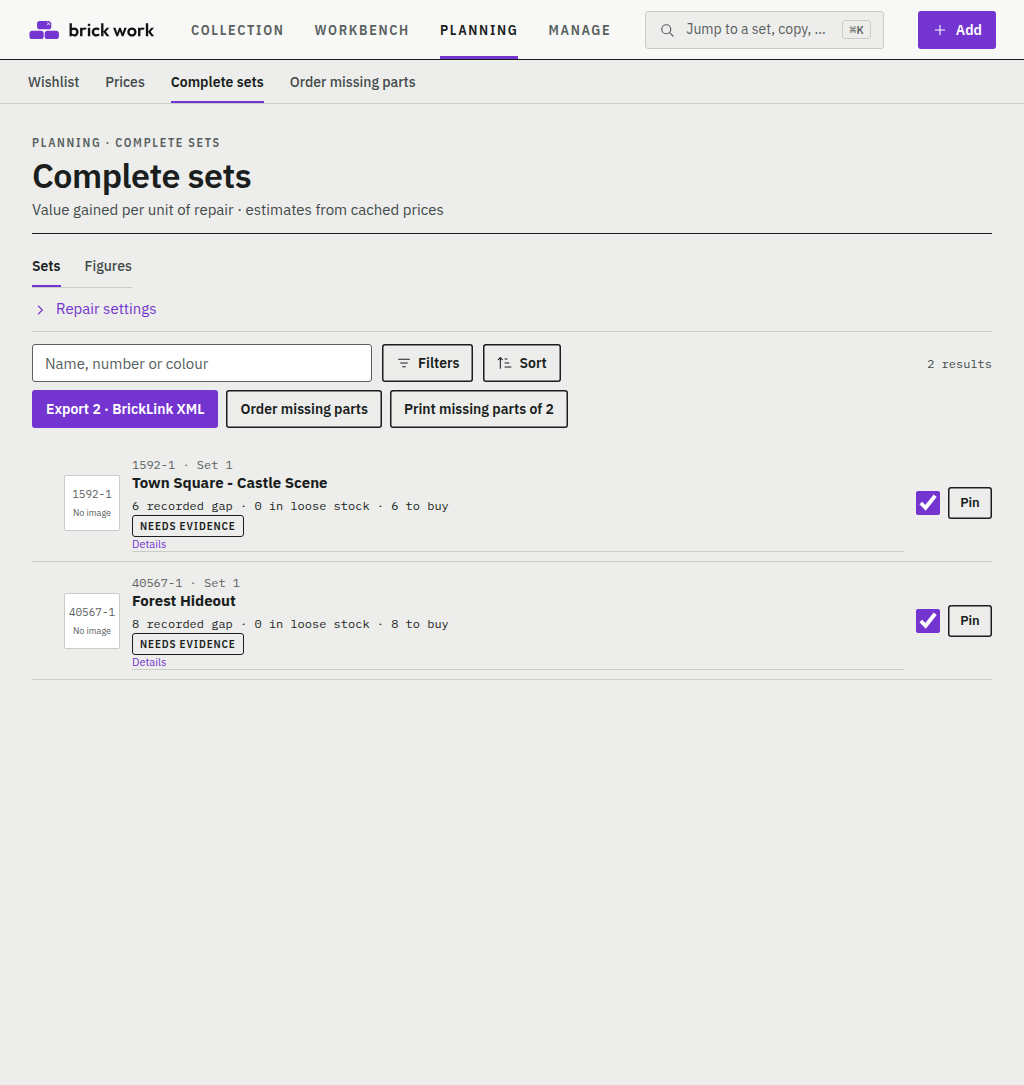 brick work
COLLECTION WORKBENCH PLANNING MANAGE
Jump to a set, copy, ... ⌘K
Add
Wishlist Prices Complete sets Order missing parts
PLANNING · COMPLETE SETS
Complete sets
Value gained per unit of repair · estimates from cached prices
Sets Figures
Repair settings
Name, number or colour Filters Sort 2 results
Export 2 · BrickLink XML Order missing parts Print missing parts of 2
1592-1 · Set 1
1592-1
No image
Town Square - Castle Scene
6 recorded gap · 0 in loose stock · 6 to buy
NEEDS EVIDENCE
Details
Pin
40567-1 · Set 1
40567-1
No image
Forest Hideout
8 recorded gap · 0 in loose stock · 8 to buy
NEEDS EVIDENCE
Details
Pin